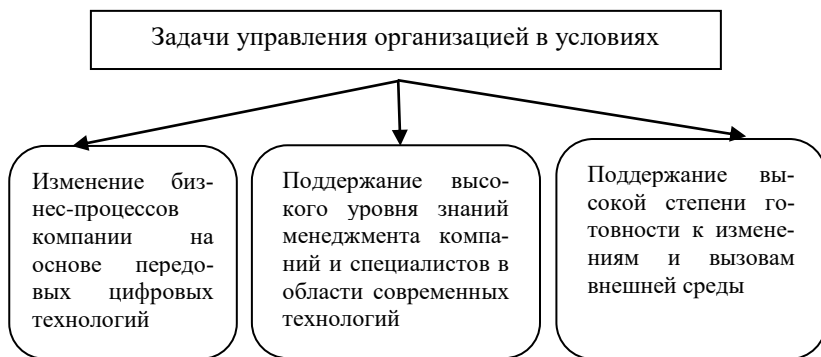 Задачи управления организацией в условиях
Изменение биз-
нес-процессов
компании на
основе передо-
вых цифровых
технологий
Поддержание высо-
кого уровня знаний
менеджмента компа-
ний и специалистов в
области современных
технологий
Поддержание вы-
сокой степени го-
товности к измене-
ниям и вызовам
внешней среды